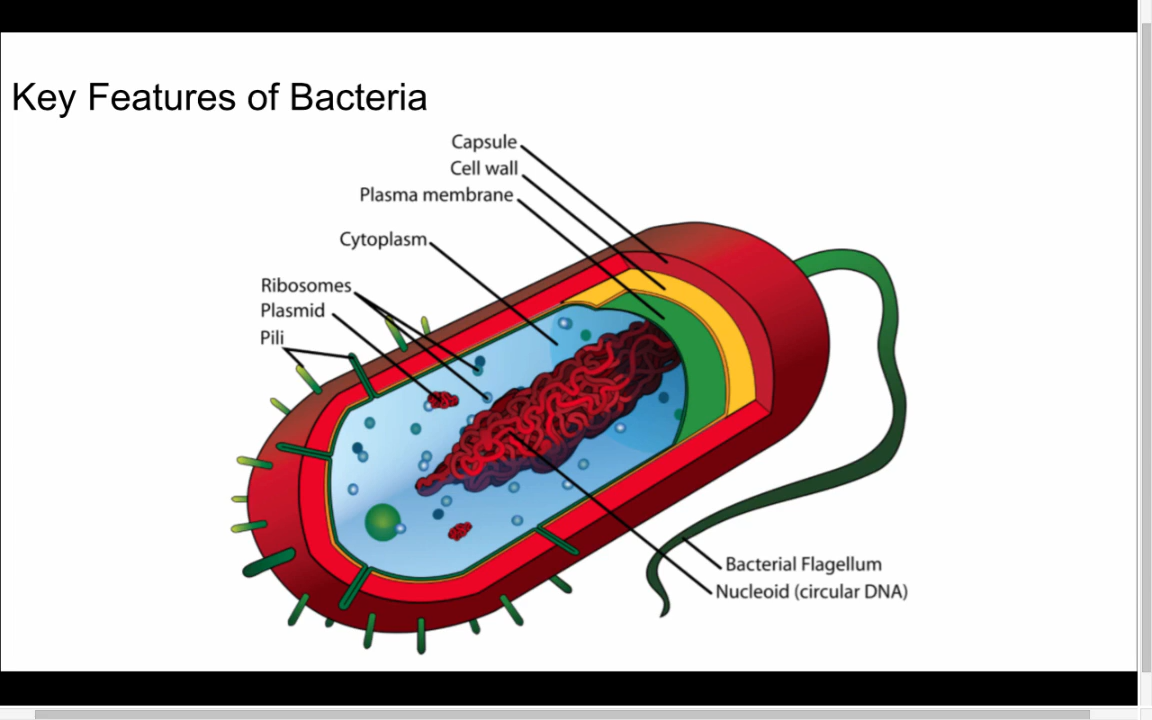 Key Features of Bacteria
Capsule
Cell wall
Plasma membrane
Cytoplasm
Ribosomes
Plasmid
Pili
Bacterial Flagellum
Nucleoid (circular DNA)